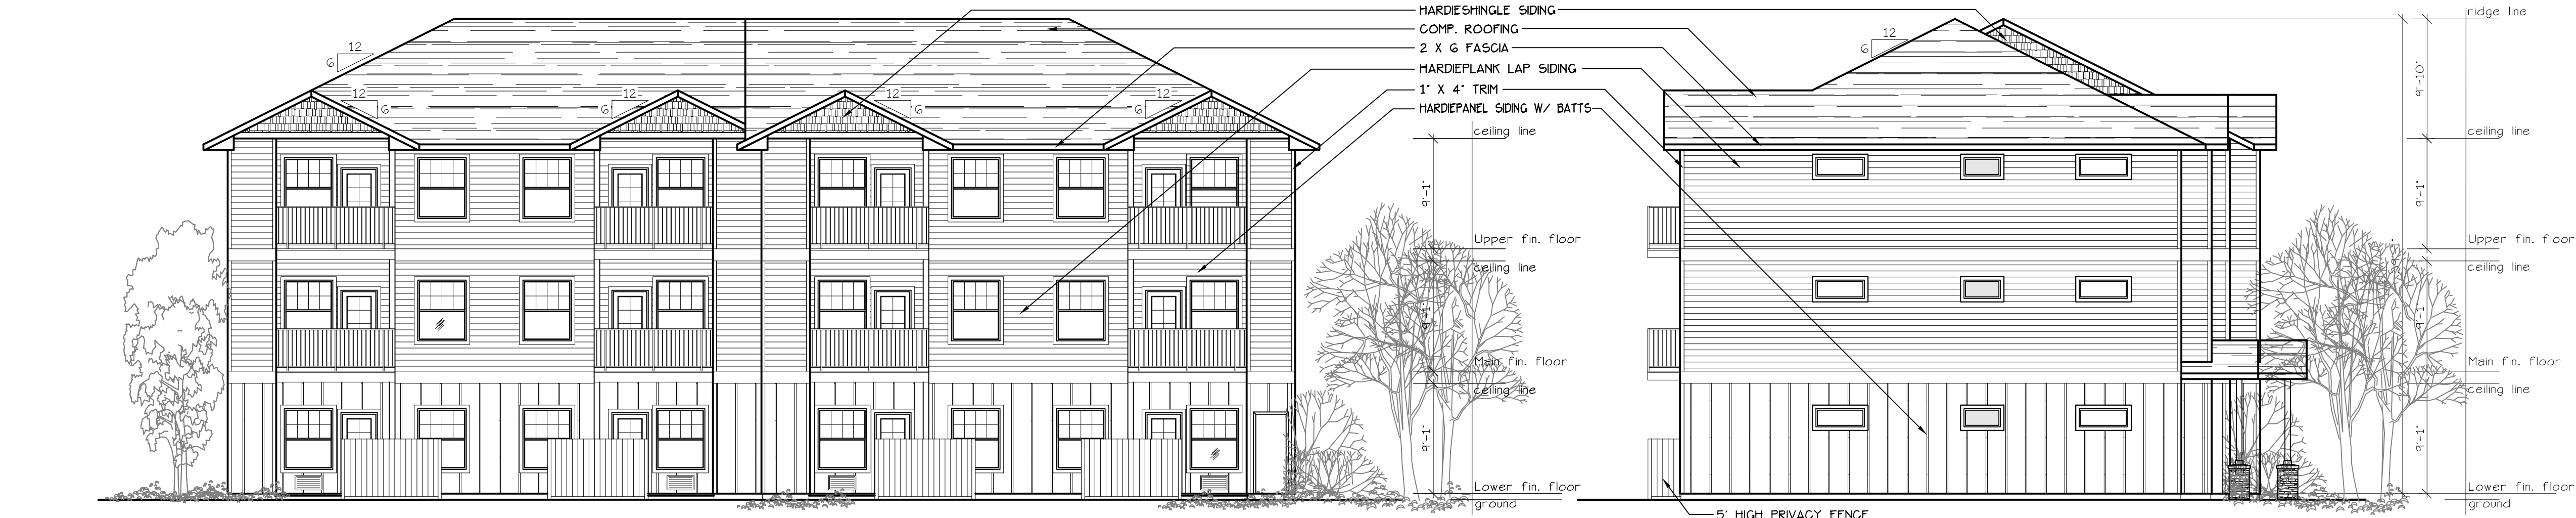 HARDIESHINGLE SIDING
COMP. ROOFING
2 X 6 FASCIA
HARDIEPLANK LAP SIDING
1" X 4" TRIM
HARDIEPANEL SIDING W/ BATTS
12
6
12
6
12
6
12
6
12
6
ceiling line
9'-1"
Upper fin. floor
ceiling line
9'-1"
Main fin. floor
ceiling line
9'-1"
Lower fin. floor
ground
12
6
5' HIGH PRIVACY FENCE
ridge line
9'-10"
ceiling line
9'-1"
Upper fin. floor
ceiling line
9'-1"
Main fin. floor
ceiling line
9'-1"
Lower fin. floor
ground